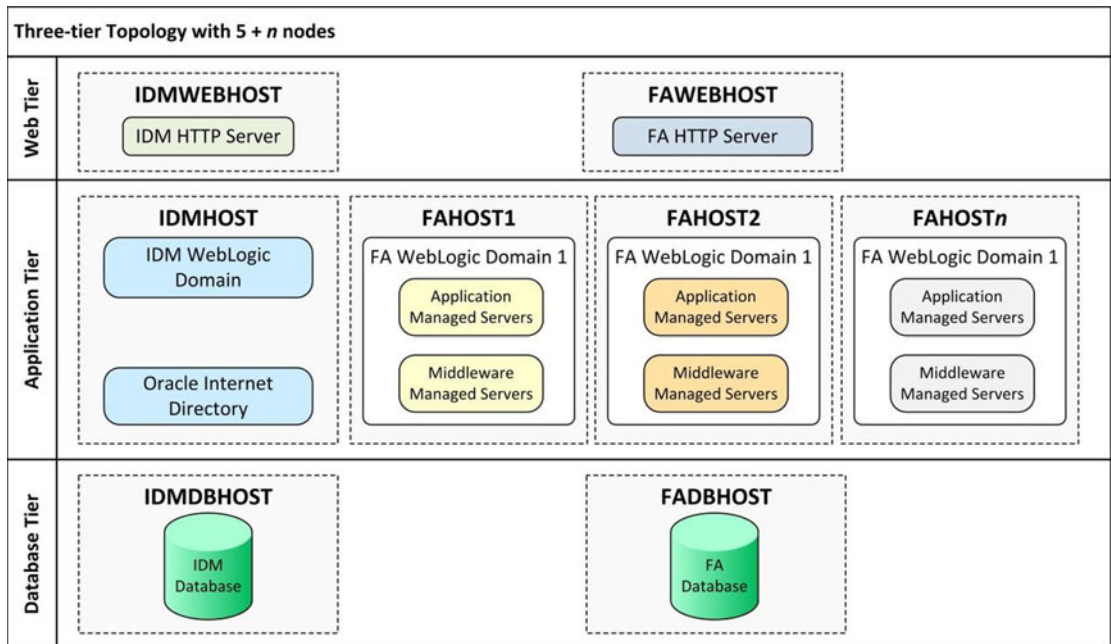 Three-tier Topology with 5 + n nodes
Web Tier
IDMWEBHOST
IDM HTTP Server
FAWEBHOST
FA HTTP Server
Application Tier
IDMHOST
IDM WebLogic
Domain
Oracle Internet
Directory
FAHOST1
FA WebLogic Domain 1
Application
Managed Servers
Middleware
Managed Servers
FAHOST2
FA WebLogic Domain 1
Application
Managed Servers
Middleware
Managed Servers
FAHOSTn
FA WebLogic Domain 1
Application
Managed Servers
Middleware
Managed Servers
Database Tier
IDMDBHOST
IDM
Database
FADBHOST
FA
Database